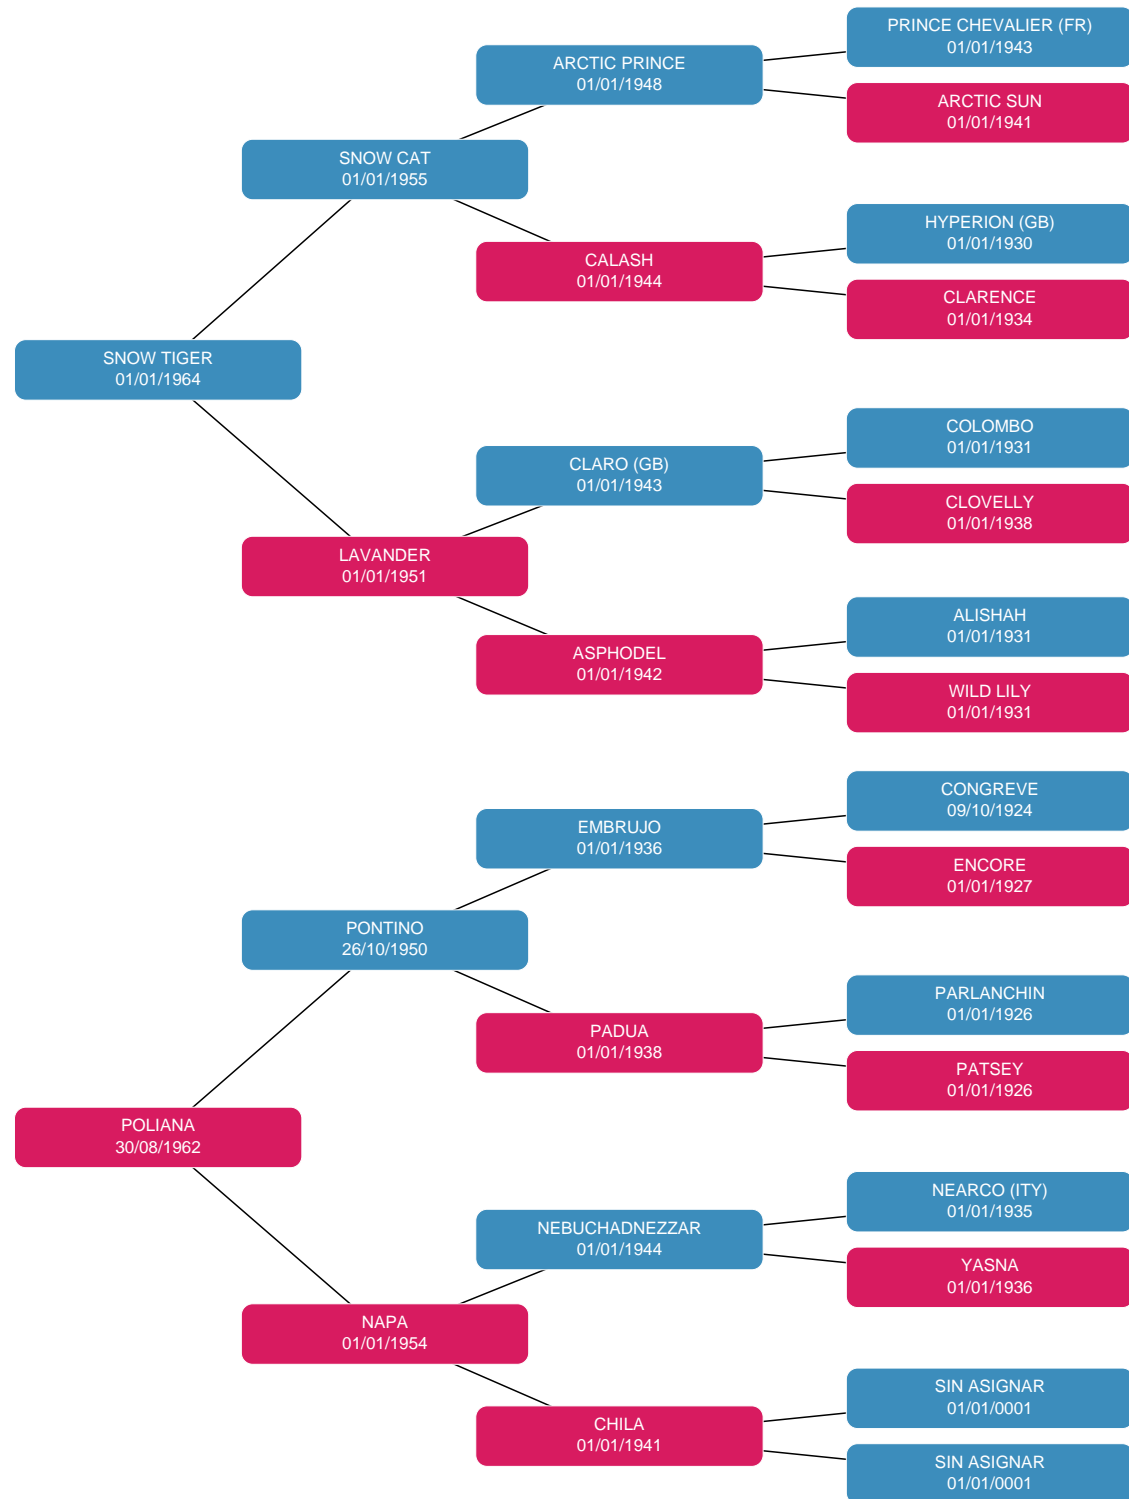 PRINCE CHEVALIER (FR)
01/01/1943
ARCTIC PRINCE
01/01/1948
ARCTIC SUN
01/01/1941
SNOW CAT
01/01/1955
HYPERION (GB)
01/01/1930
CALASH
01/01/1944
CLARENCE
01/01/1934
SNOW TIGER
01/01/1964
COLOMBO
01/01/1931
CLARO (GB)
01/01/1943
CLOVELLY
01/01/1938
LAVANDER
01/01/1951
ALISHAH
01/01/1931
ASPHODEL
01/01/1942
WILD LILY
01/01/1931
CONGREVE
09/10/1924
EMBRUJO
01/01/1936
ENCORE
01/01/1927
PONTINO
26/10/1950
PARLANCHIN
01/01/1926
PADUA
01/01/1938
PATSEY
01/01/1926
POLIANA
30/08/1962
NEARCO (ITY)
01/01/1935
NEBUCHADNEZZAR
01/01/1944
YASNA
01/01/1936
NAPA
01/01/1954
SIN ASIGNAR
01/01/0001
CHILA
01/01/1941
SIN ASIGNAR
01/01/0001